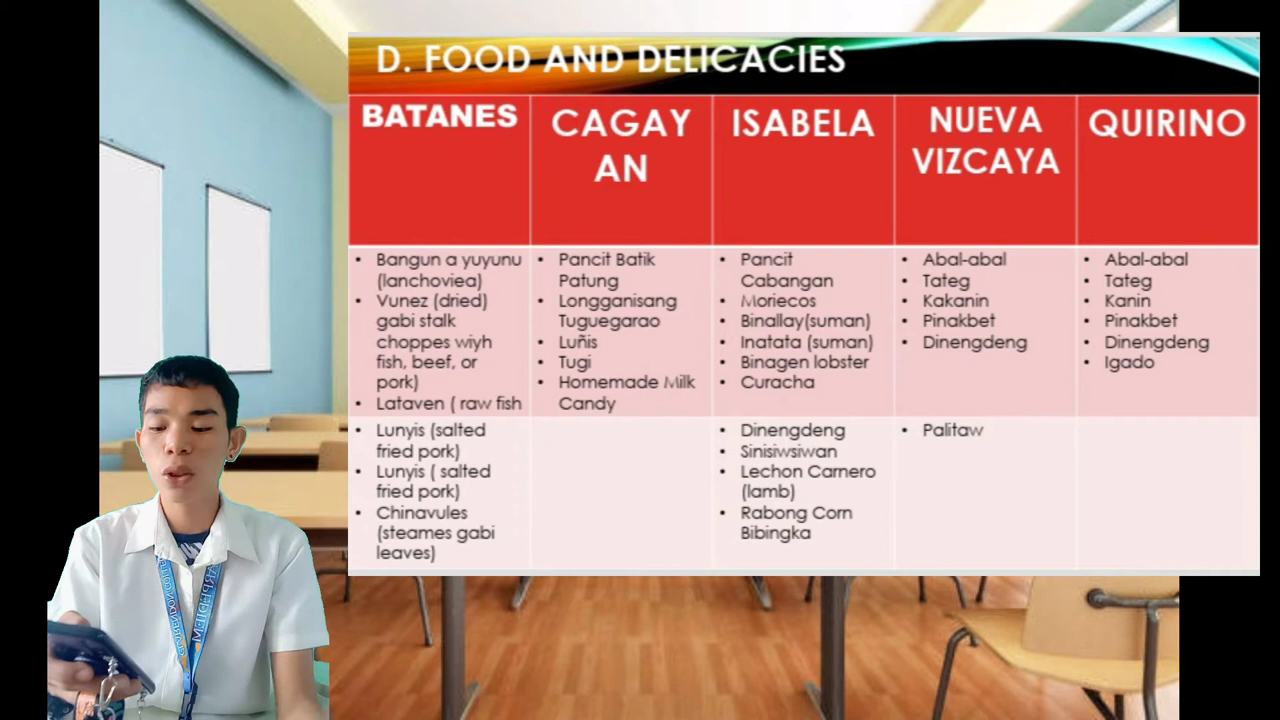 D. FOOD AND DELICACIES
BATANES
CAGAY
AN
ISABELA
NUEVA
VIZCAYA
QUIRINO
• Bangun a yuyunu
(lanchoviea)
• Vunez (dried)
gabi stalk
choppes wiyh
fish, beef, or
pork)
• Lataven ( raw fish
• Pancit Batik
Patung
• Longganisang
Tuguegarao
• Luñis
• Tugi
• Homemade Milk
Candy
• Pancit
Cabangan
• Moriecos
• Binallay(suman)
• Inatata (suman)
• Binagen lobster
• Curacha
• Abal-abal
• Tateg
• Kakanin
• Pinakbet
• Dinengdeng
• Abal-abal
• Tateg
• Kanin
• Pinakbet
• Dinengdeng
• Igado
• Lunyis (salted
fried pork)
• Lunyis ( salted
fried pork)
• Chinavules
(steames gabi
leaves)
• Dinengdeng
• Sinisiwsiwan
• Lechon Carnero
(lamb)
• Rabong Corn
Bibingka
• Palitaw